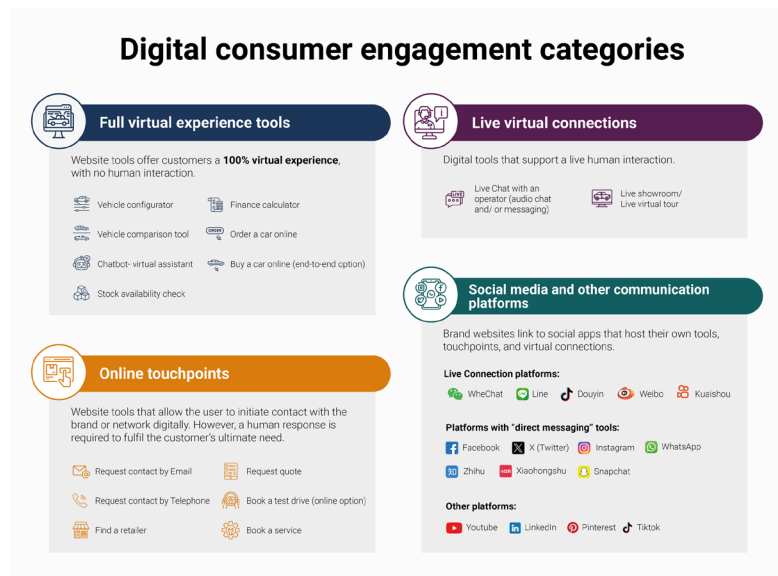 Digital consumer engagement categories
Full virtual experience tools
Website tools offer customers a 100% virtual experience,
with no human interaction.
Vehicle configurator
Finance calculator
Vehicle comparison tool
ORDER
Order a car online
Chatbot- virtual assistant
Buy a car online (end-to-end option)
Stock availability check
Online touchpoints
Website tools that allow the user to initiate contact with the
brand or network digitally. However, a human response is
required to fulfil the customer's ultimate need.
Request contact by Email
Request quote
Request contact by Telephone
Book a test drive (online option)
Find a retailer
Book a service
Live virtual connections
Digital tools that support a live human interaction.
LIVE
Live Chat with an
operator (audio chat
and/ or messaging)
Live showroom/
Live virtual tour
Social media and other communication
platforms
Brand websites link to social apps that host their own tools,
touchpoints, and virtual connections.
Live Connection platforms:
WheChat
Line
Douyin
Weibo
Kuaishou
Platforms with “direct messaging” tools:
Facebook
X (Twitter)
Instagram
WhatsApp
Zhihu
Xiaohongshu
Snapchat
Other platforms:
Youtube
LinkedIn
Pinterest
Tiktok